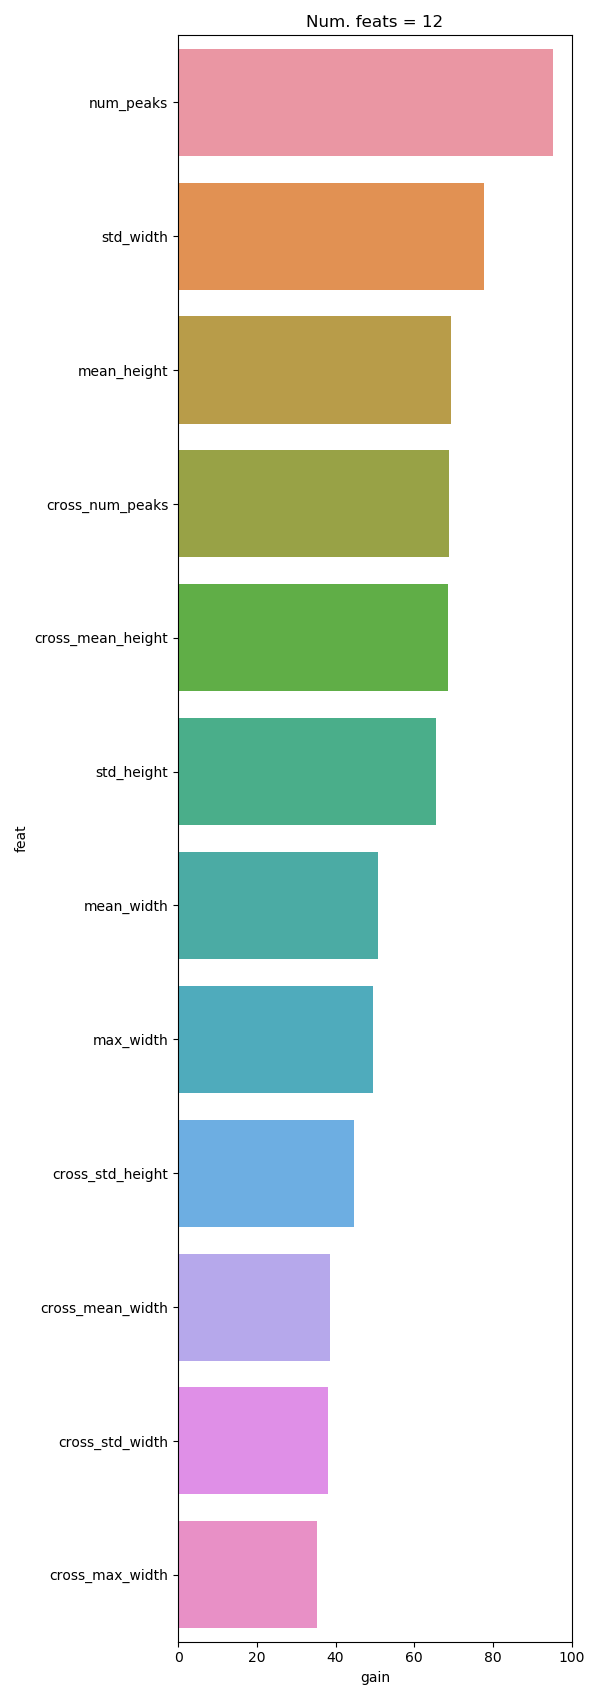 Num. feats = 12
num_peaks
std_width
mean_height
cross_num_peaks
cross_mean_height
std_height
feat
mean_width
max_width
cross_std_height
cross_mean_width
cross_std_width
cross_max_width
0 20 40 60 80 100
gain